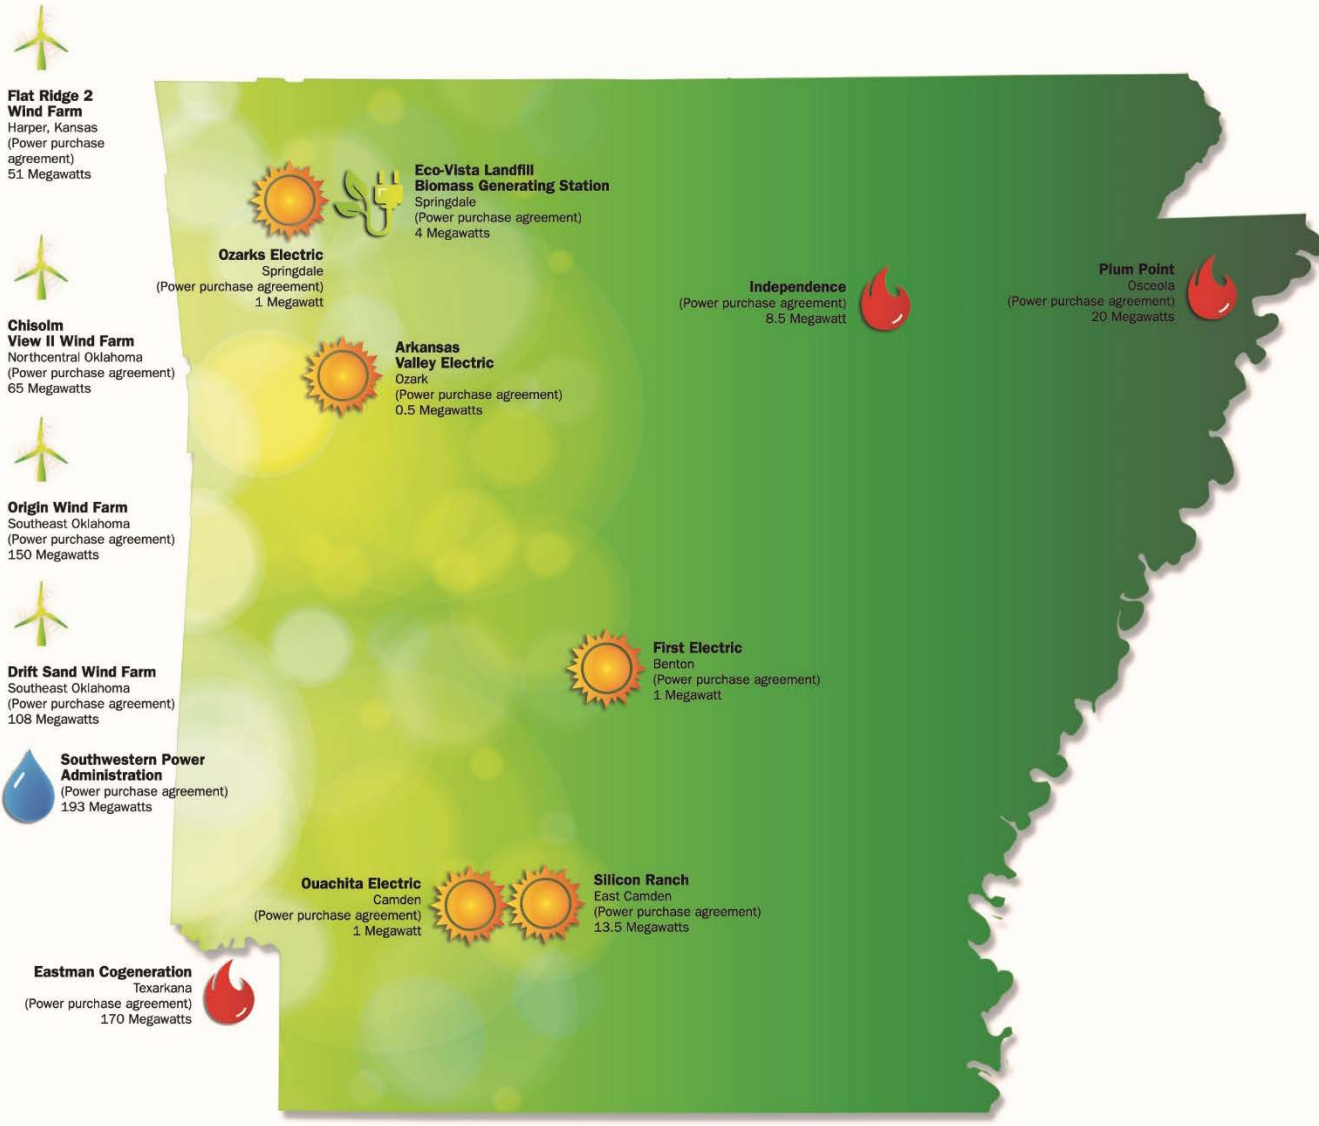 Flat Ridge 2
Wind Farm
Harper, Kansas
(Power purchase
agreement)
51 Megawatts
Eco-Vista Landfill
Biomass Generating Station
Springdale
(Power purchase agreement)
4 Megawatts
Ozarks Electric
Springdale
(Power purchase agreement)
1 Megawatt
Independence
(Power purchase agreement)
8.5 Megawatt
Plum Point
Osceola
(Power purchase agreement)
20 Megawatts
Chisolm
View II Wind Farm
Northcentral Oklahoma
(Power purchase agreement)
65 Megawatts
Arkansas
Valley Electric
Ozark
(Power purchase agreement)
0.5 Megawatts
Origin Wind Farm
Southeast Oklahoma
(Power purchase agreement)
150 Megawatts
Drift Sand Wind Farm
Southeast Oklahoma
(Power purchase agreement)
108 Megawatts
First Electric
Benton
(Power purchase agreement)
1 Megawatt
Southwestern Power
Administration
(Power purchase agreement)
193 Megawatts
Ouachita Electric
Camden
(Power purchase agreement)
1 Megawatt
Silicon Ranch
East Camden
(Power purchase agreement)
13.5 Megawatts
Eastman Cogeneration
Texarkana
(Power purchase agreement)
170 Megawatts